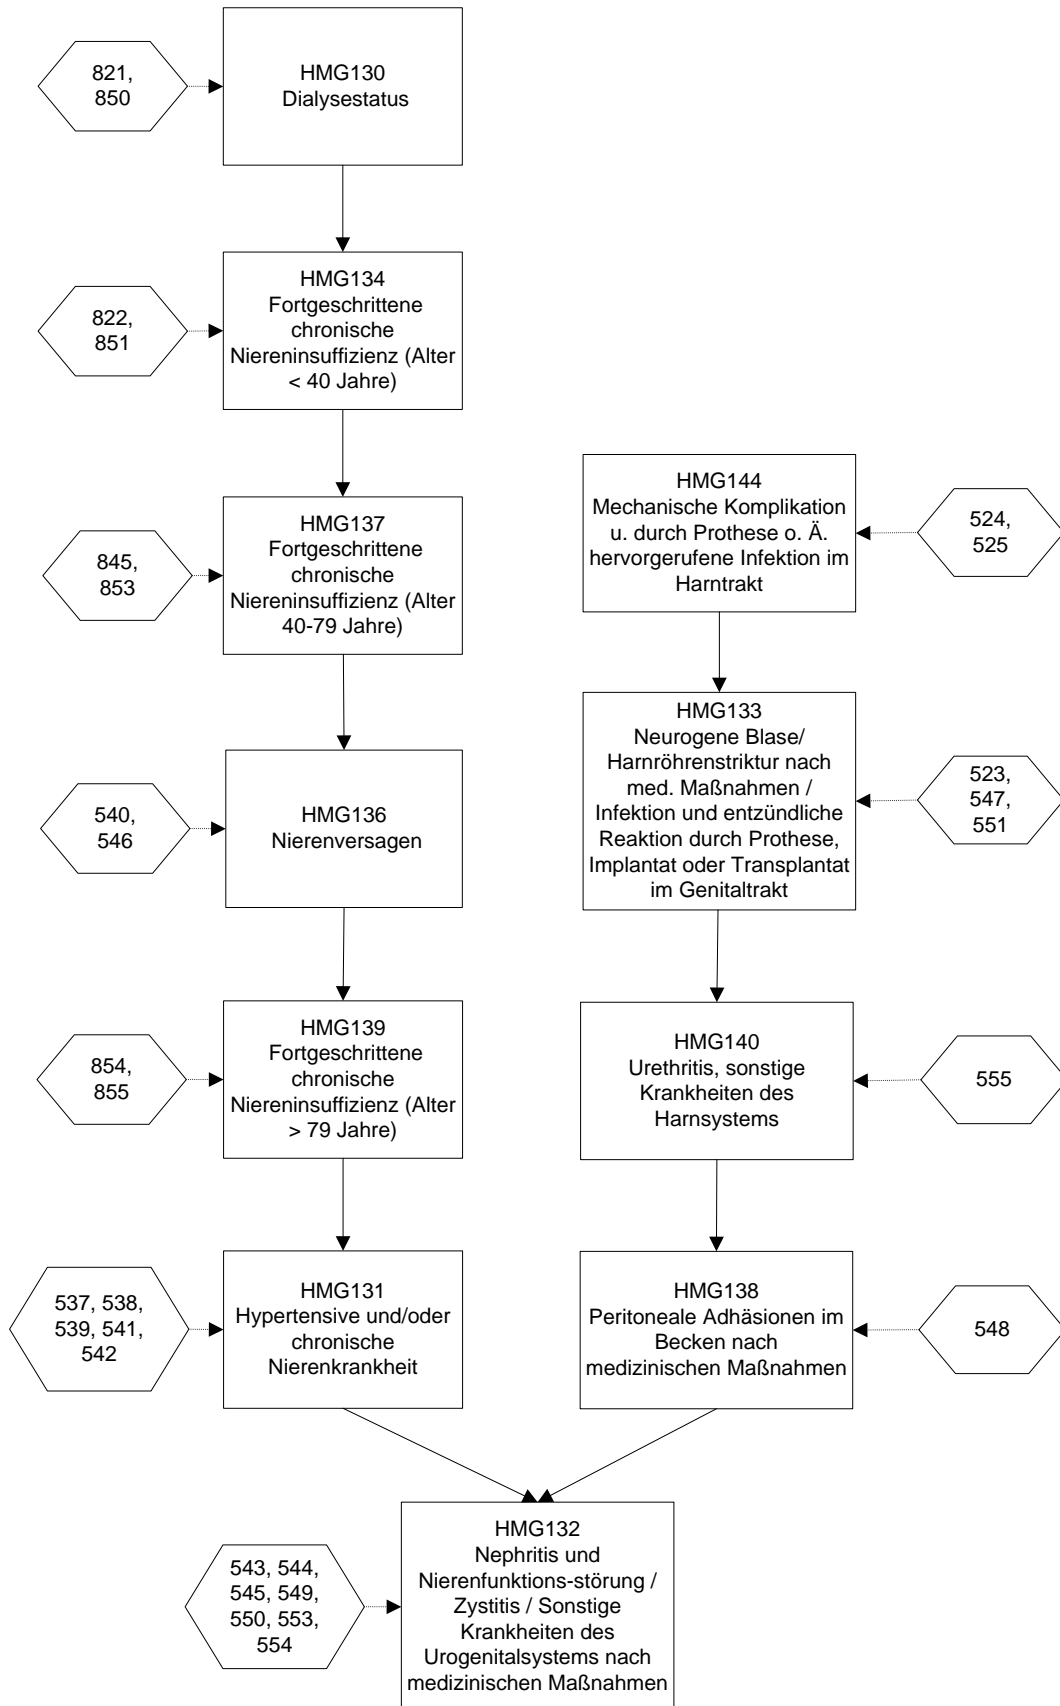 821,
850
HMG130
Dialysestatus
822,
851
HMG134
Fortgeschrittene
chronische
Niereninsuffizienz (Alter
< 40 Jahre)
845,
853
HMG137
Fortgeschrittene
chronische
Niereninsuffizienz (Alter
40-79 Jahre)
HMG144
Mechanische Komplikation
u. durch Prothese o. Ä.
hervorgerufene Infektion im
Harntrakt
524,
525
540,
546
HMG136
Nierenversagen
HMG133
Neurogene Blase/
Harnröhrenstriktur nach
med. Maßnahmen /
Infektion und entzündliche
Reaktion durch Prothese,
Implantat oder Transplantat
im Genitaltrakt
523,
547,
551
854,
855
HMG139
Fortgeschrittene
chronische
Niereninsuffizienz (Alter
> 79 Jahre)
HMG140
Urethritis, sonstige
Krankheiten des
Harnsystems
555
537, 538,
539, 541,
542
HMG131
Hypertensive und/oder
chronische
Nierenkrankheit
HMG138
Peritoneale Adhäsionen im
Becken nach
medizinischen Maßnahmen
548
543, 544,
545, 549,
550, 553,
554
HMG132
Nephritis und
Nierenfunktions-störung /
Zystitis / Sonstige
Krankheiten des
Urogenitalsystems nach
medizinischen Maßnahmen